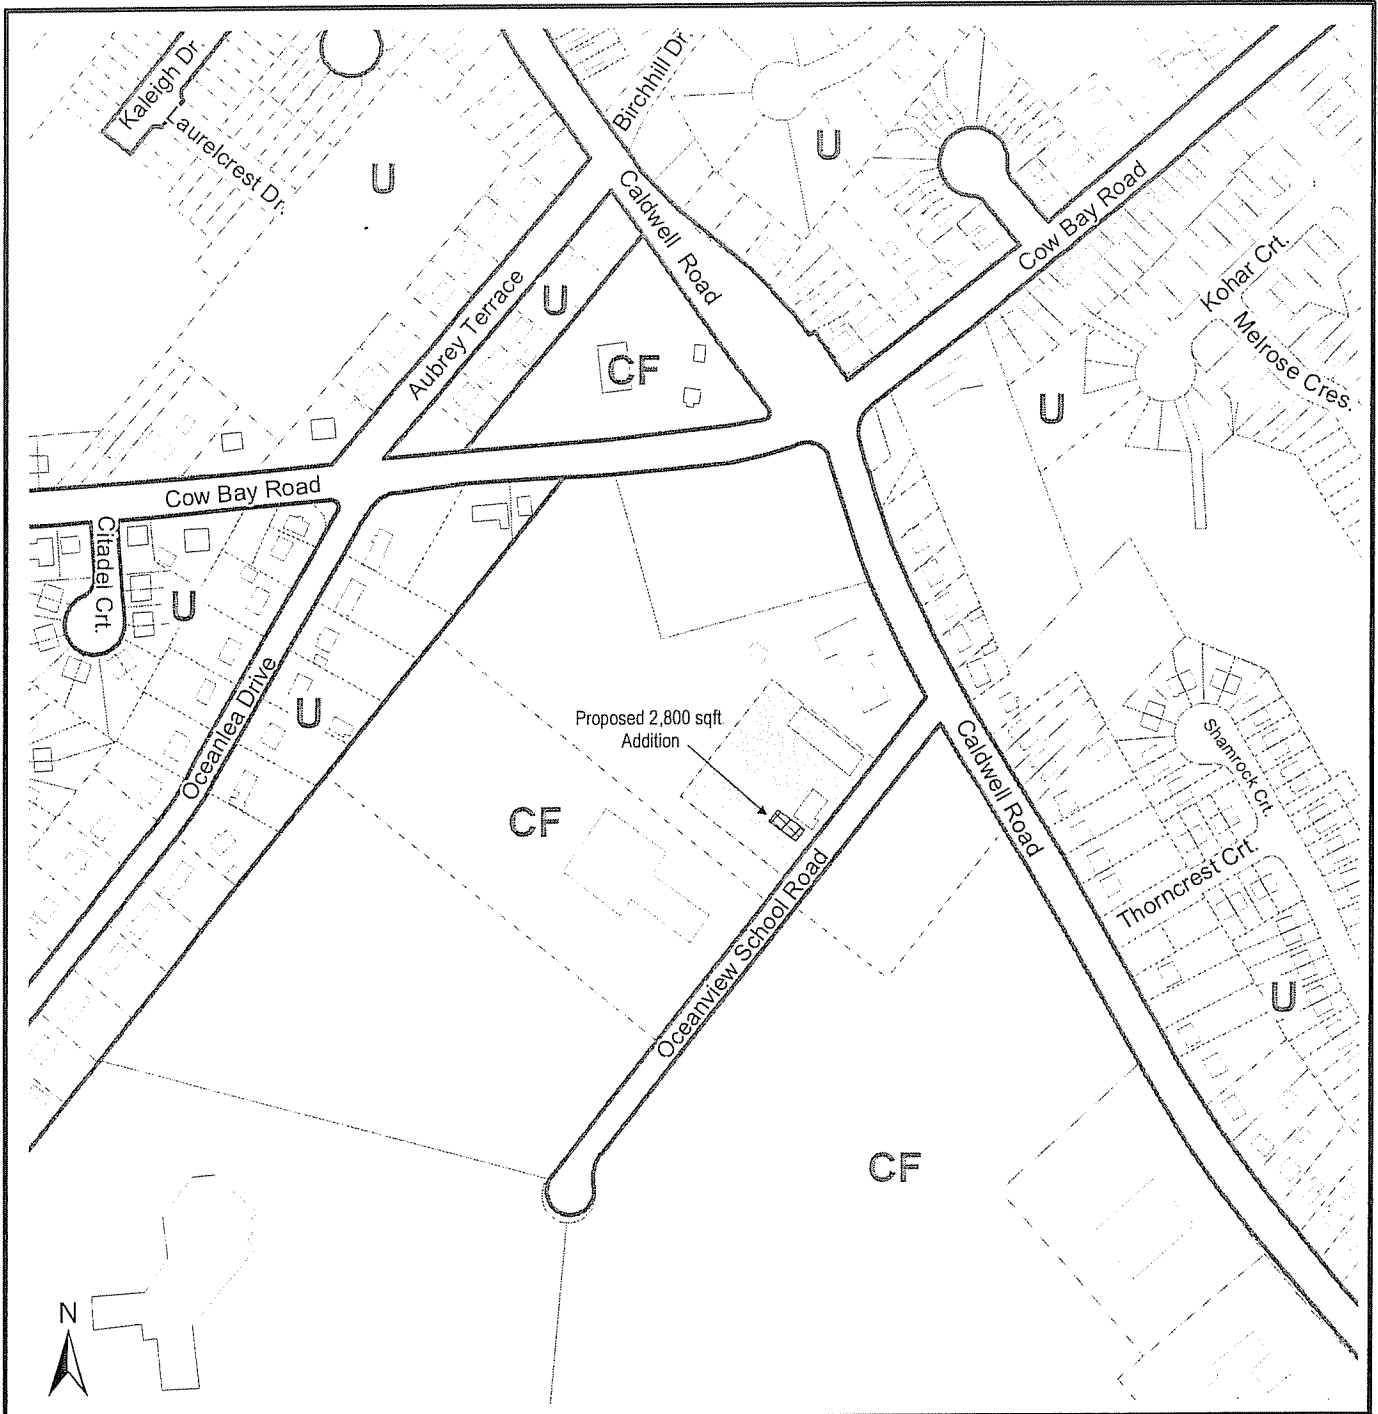 Kaleigh Dr.
Laurelcrest Dr.
U
Birchhill Dr.
U
Caldwell Road
Cow Bay Road
Kohar Crt.
Melrose Cres.
Aubrey Terrace
U
CF
U
Cow Bay Road
Citadel Crt.
U
Oceanlea Drive
U
Proposed 2,800 sqft.
Addition
CF
Caldwell Road
Shamrock Crt.
Thorncrest Crt.
Oceanview School Road
U
CF
N